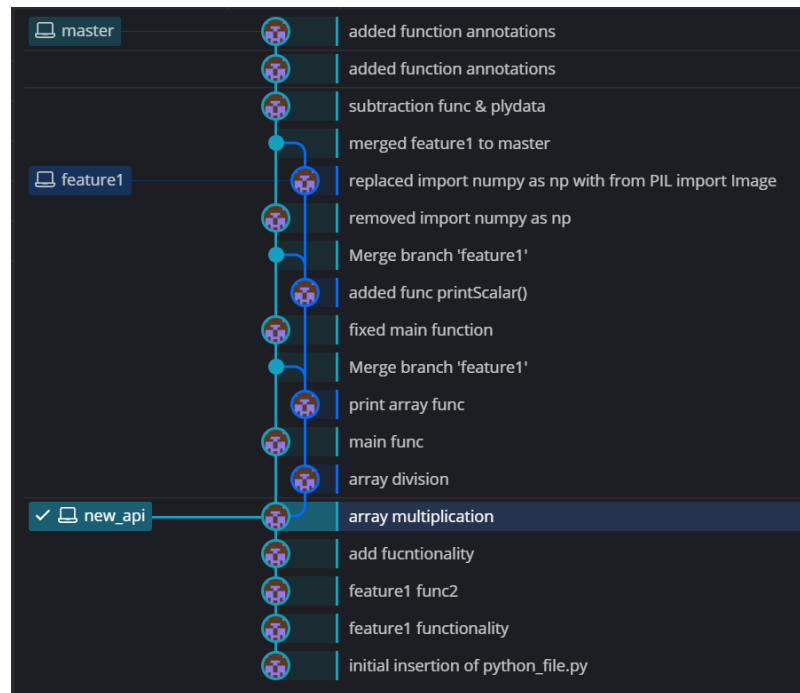 master added function annotations
added function annotations
subtraction func & plydata
merged feature1 to master
feature1 replaced import numpy as np with from PIL import Image
removed import numpy as np
Merge branch 'feature1'
added func printScalar()
fixed main function
Merge branch 'feature1'
print array func
main func
array division
new_api array multiplication
add fucntionality
feature1 func2
feature1 functionality
initial insertion of python_file.py